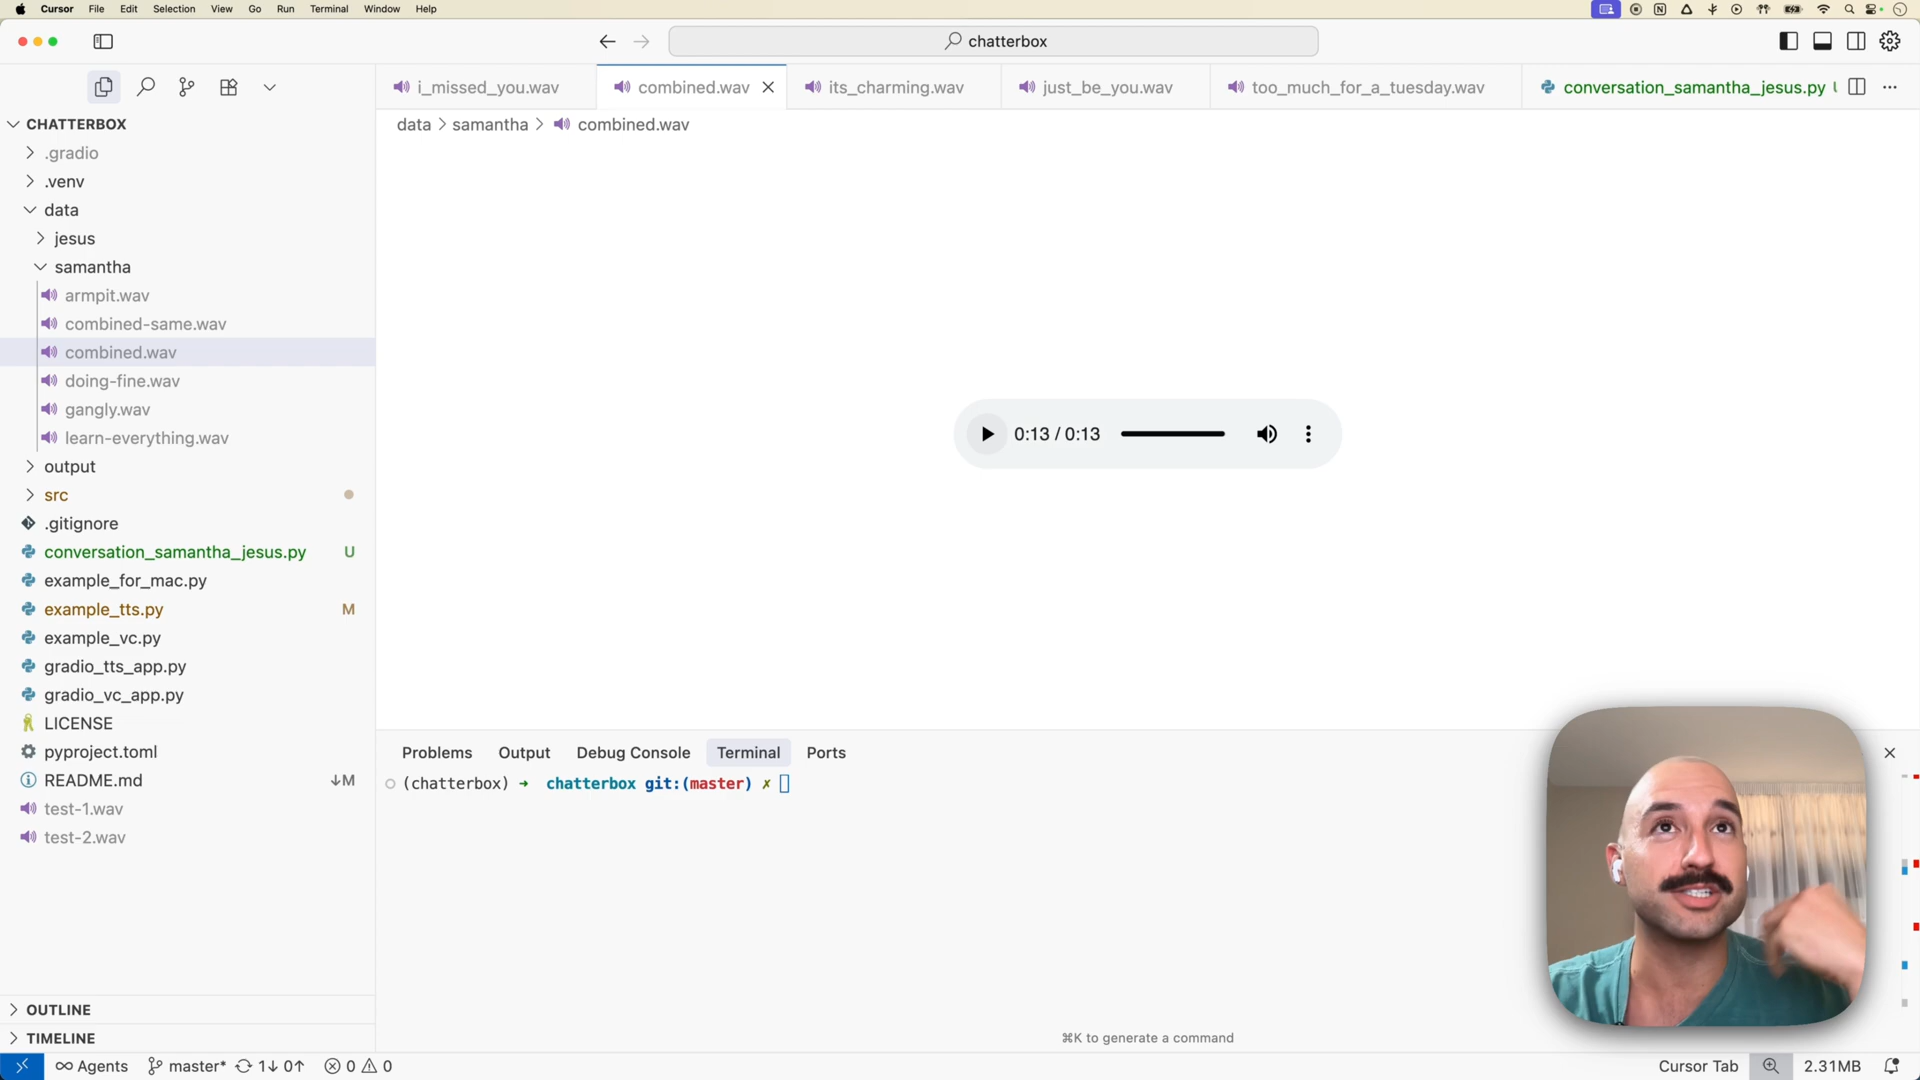 Cursor File Edit Selection View Go Run Terminal Window Help
chatterbox
i_missed_you.wav combined.wav its_charming.wav just_be_you.wav too_much_for_a_tuesday.wav conversation_samantha_jesus.py
CHATTERBOX
data > samantha > combined.wav
.gradio
.venv
data
jesus
samantha
armpit.wav
combined-same.wav
combined.wav
doing-fine.wav
gangly.wav
0:13 / 0:13
learn-everything.wav
output
src
.gitignore
conversation_samantha_jesus.py U
example_for_mac.py
example_tts.py M
example_vc.py
gradio_tts_app.py
gradio_vc_app.py
LICENSE
pyproject.toml
README.md ↓M
test-1.wav
test-2.wav
Problems Output Debug Console Terminal Ports
(chatterbox) → chatterbox git:(master) ✗
⌘K to generate a command
OUTLINE
TIMELINE
Agents master* 1↓ 0↑ 0 0 Cursor Tab 2.31MB